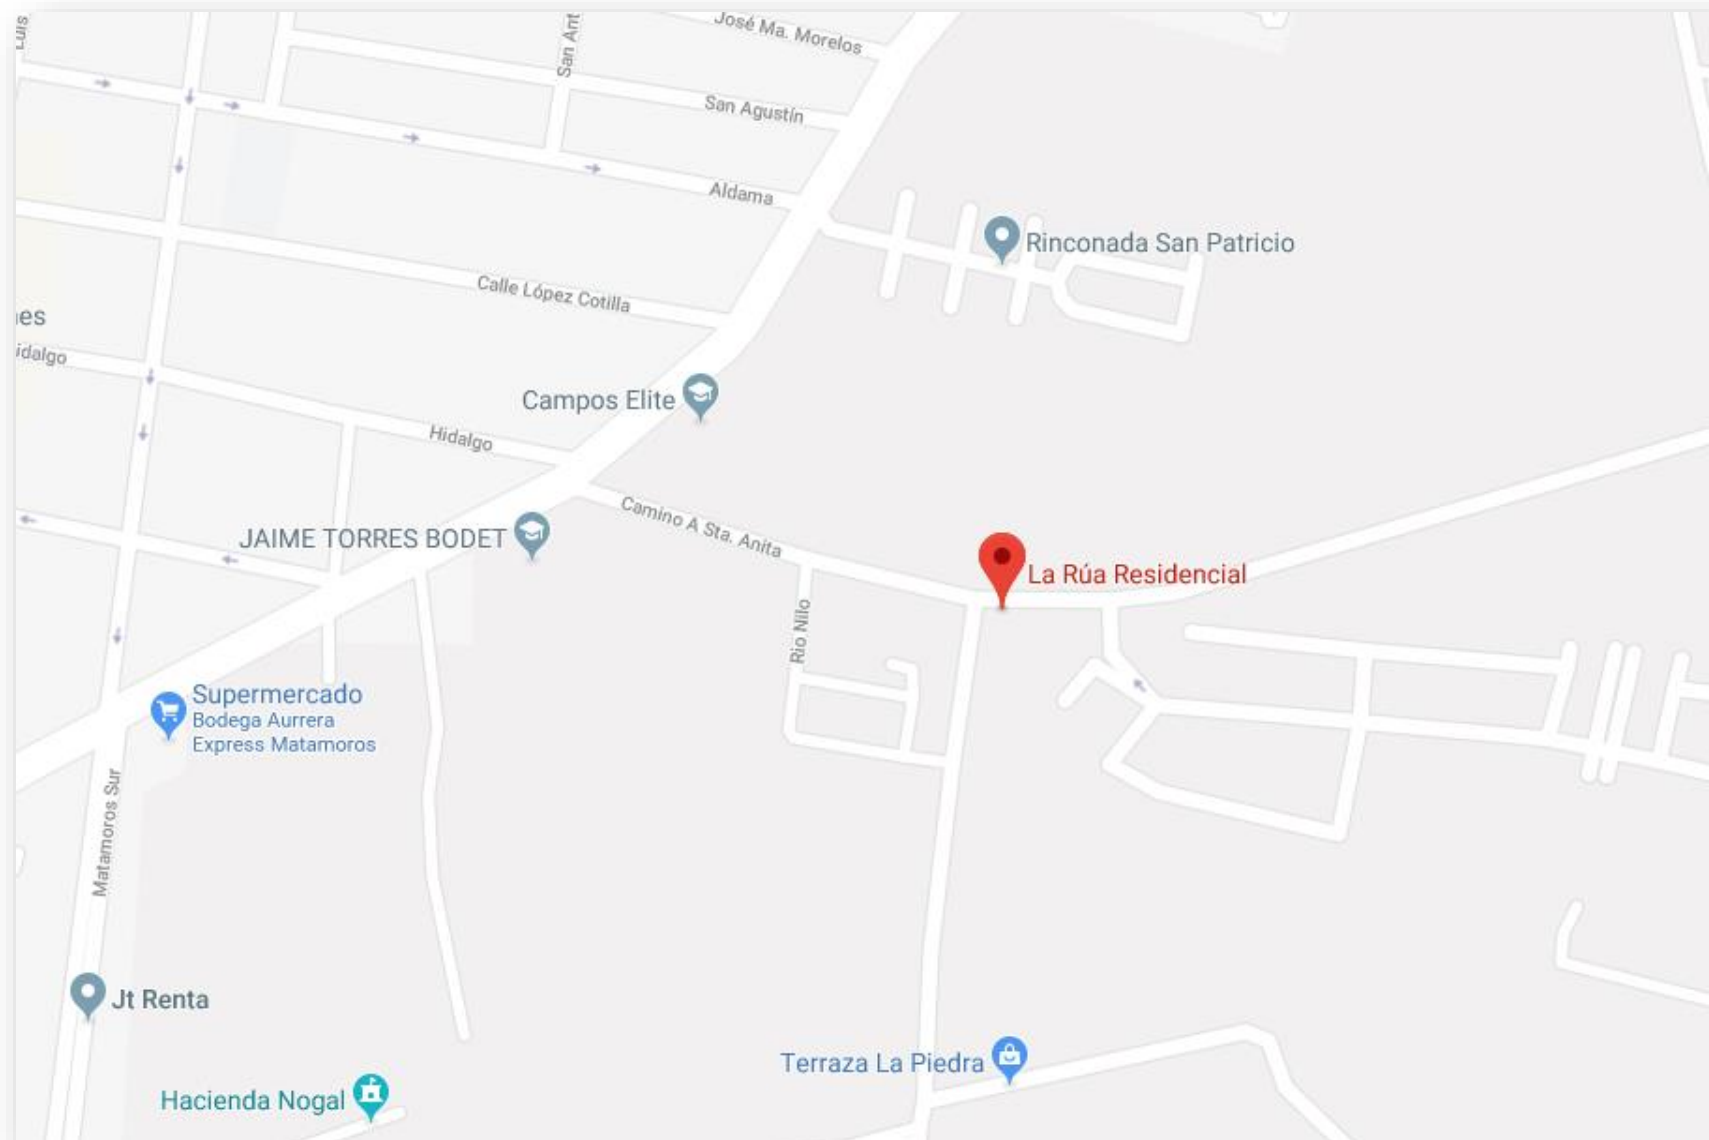 José Ma. Morelos
San Ant
San Agustín
Aldama
Rinconada San Patricio
Calle López Cotilla
idalgo
Campos Elite
Hidalgo
Camino A Sta. Anita
JAIME TORRES BODET
La Rúa Residencial
Rio Nilo
Supermercado
Bodega Aurrera
Express Matamoros
Matamoros Sur
Jt Renta
Terraza La Piedra
Hacienda Nogal